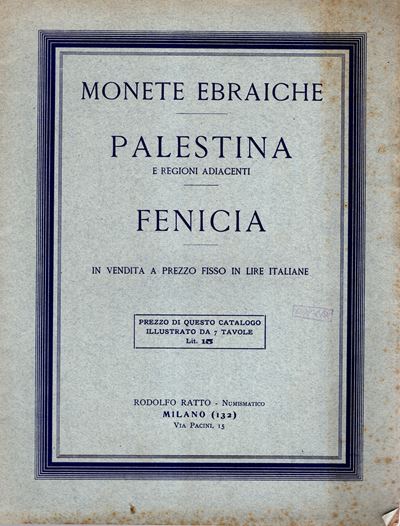 MONETE EBRAICHE
PALESTINA
E REGIONI ADIACENTI
FENICIA
IN VENDITA A PREZZO FISSO IN LIRE ITALIANE
PREZZO DI QUESTO CATALOGO
ILLUSTRATO DA 7 TAVOLE
Lit. 15
RODOLFO RATTO - NUMISMATICO
MILANO (132)
VIA PACINI, 15